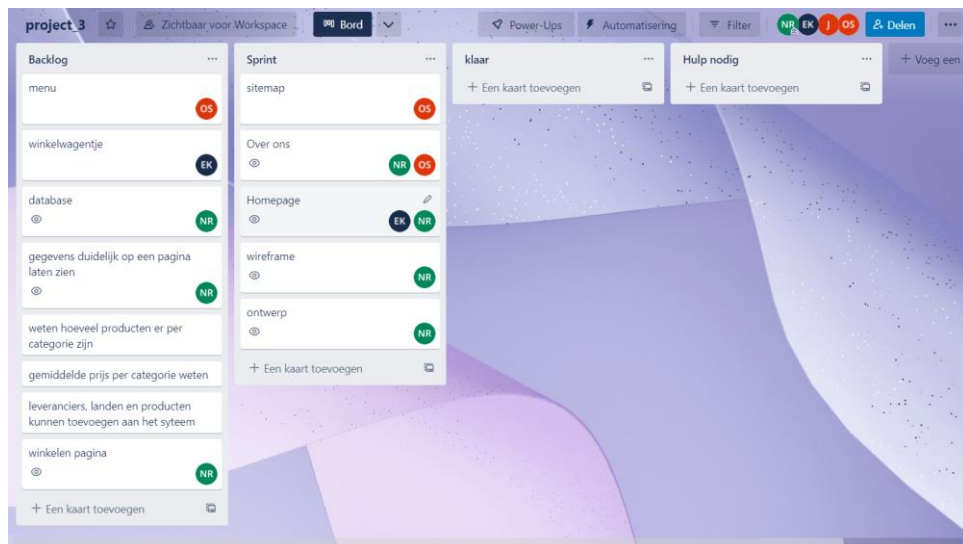 project_3 Zichtbaar voor Workspace Bord Power-Ups Automatisering Filter NR EK J OS Delen
Backlog
menu
OS
winkelwagentje
EK
database
NR
gegevens duidelijk op een pagina
laten zien
NR
weten hoeveel producten er per
categorie zijn
gemiddelde prijs per categorie weten
leveranciers, landen en producten
kunnen toevoegen aan het syteem
winkelen pagina
NR
+ Een kaart toevoegen
Sprint
sitemap
OS
Over ons
NR OS
Homepage
EK NR
wireframe
NR
ontwerp
NR
+ Een kaart toevoegen
klaar
+ Een kaart toevoegen
Hulp nodig
+ Een kaart toevoegen
+ Voeg een